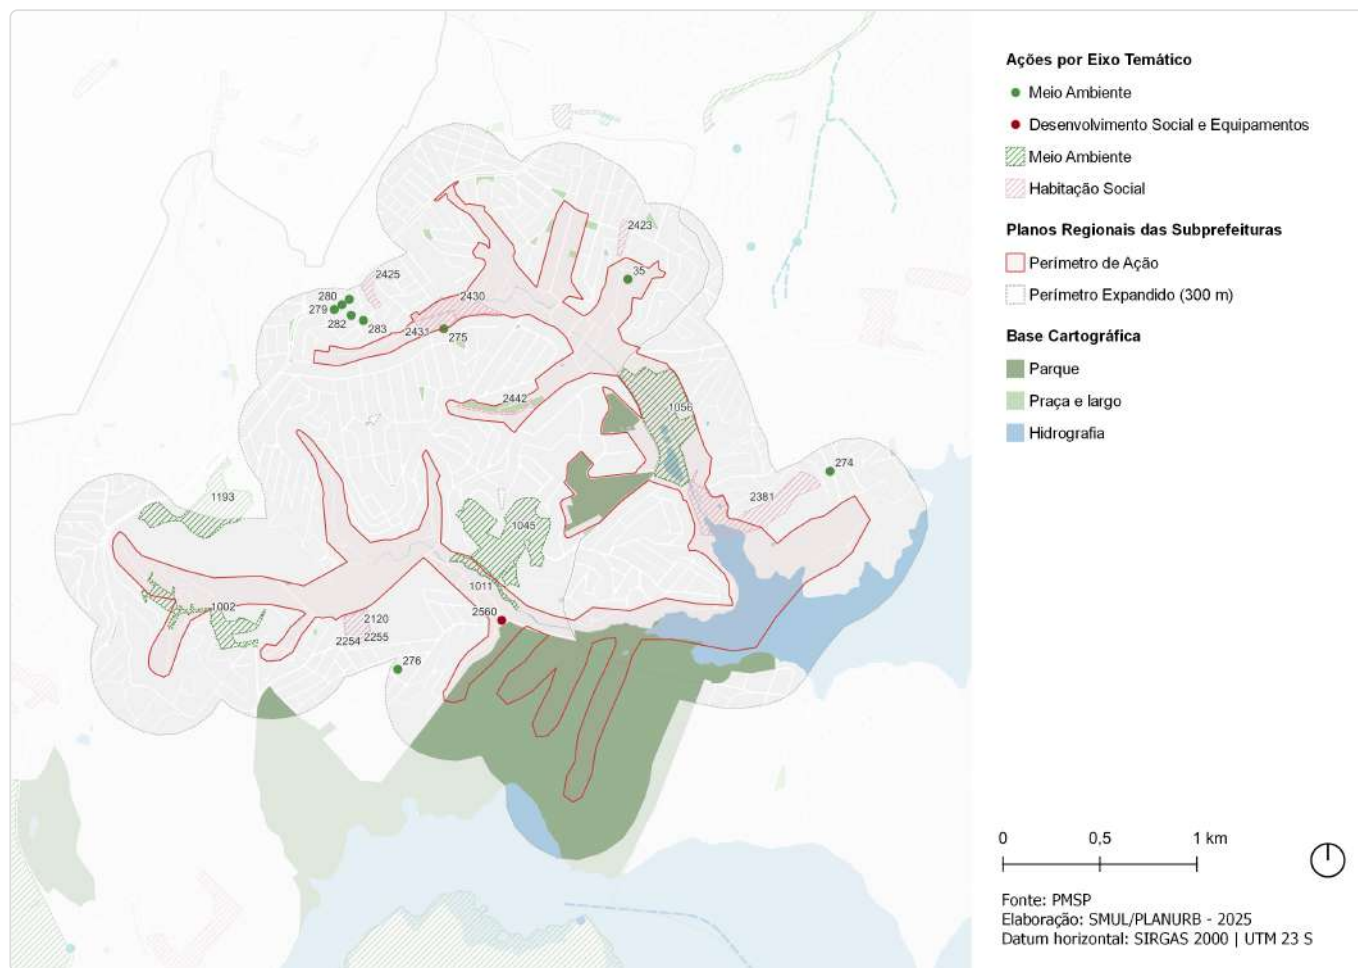 Ações por Eixo Temático
Meio Ambiente
Desenvolvimento Social e Equipamentos
Meio Ambiente
Habitação Social
Planos Regionais das Subprefeituras
Perímetro de Ação
Perímetro Expandido (300 m)
Base Cartográfica
Parque
Praça e largo
Hidrografia
2423
35
2425
280
279
2430
282
283
2431
275
2442
1056
274
2381
1193
1045
1011
1002
2560
2120
2254
2255
276
0
0,5
1 km
Fonte: PMSP
Elaboração: SMUL/PLANURB - 2025
Datum horizontal: SIRGAS 2000 | UTM 23 S